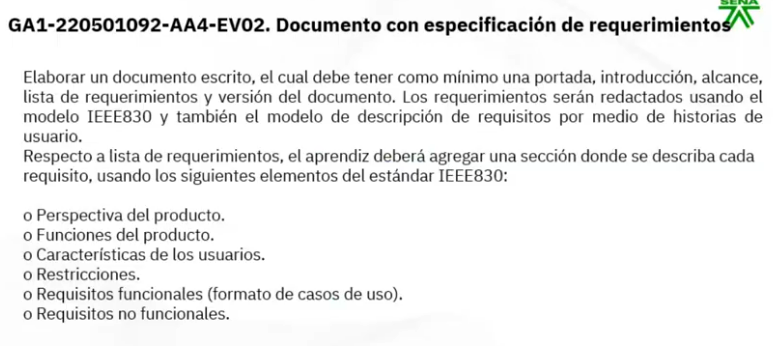 SENA
GA1-220501092-AA4-EV02. Documento con especificación de requerimientos
Elaborar un documento escrito, el cual debe tener como mínimo una portada, introducción, alcance,
lista de requerimientos y versión del documento. Los requerimientos serán redactados usando el
modelo IEEE830 y también el modelo de descripción de requisitos por medio de historias de
usuario.
Respecto a lista de requerimientos, el aprendiz deberá agregar una sección donde se describa cada
requisito, usando los siguientes elementos del estándar IEEE830:
o Perspectiva del producto.
o Funciones del producto.
o Características de los usuarios.
o Restricciones.
o Requisitos funcionales (formato de casos de uso).
o Requisitos no funcionales.